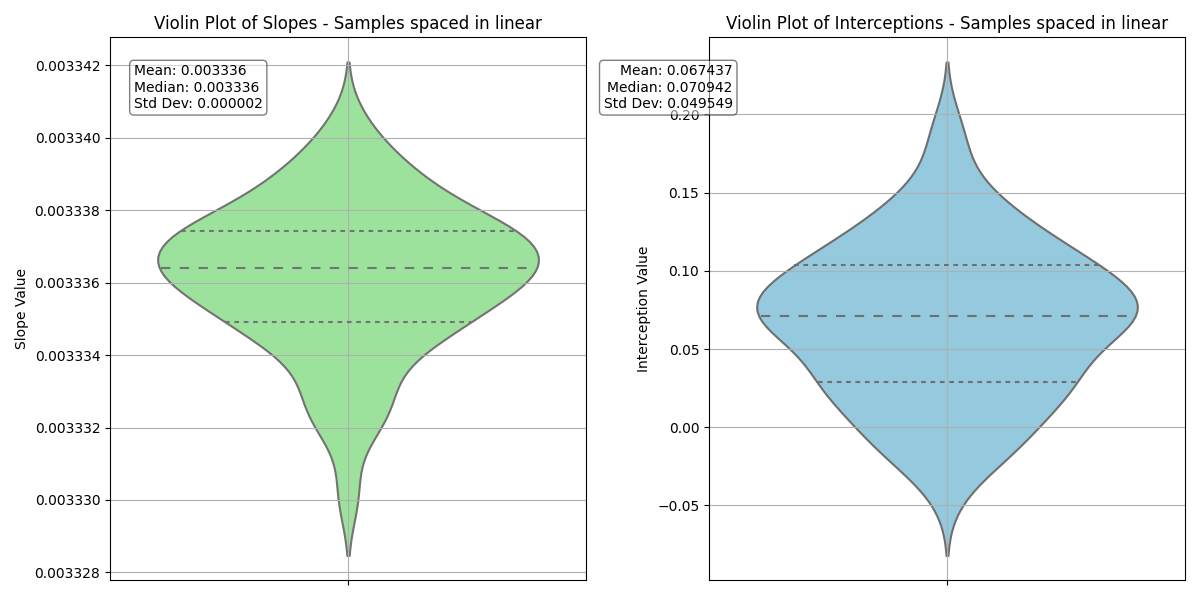 Violin Plot of Slopes - Samples spaced in linear
Slope Value
0.003342
0.003340
0.003338
0.003336
0.003334
0.003332
0.003330
0.003328
Mean: 0.003336
Median: 0.003336
Std Dev: 0.000002
Violin Plot of Interceptions - Samples spaced in linear
Interception Value
0.20
0.15
0.10
0.05
0.00
−0.05
Mean: 0.067437
Median: 0.070942
Std Dev: 0.049549